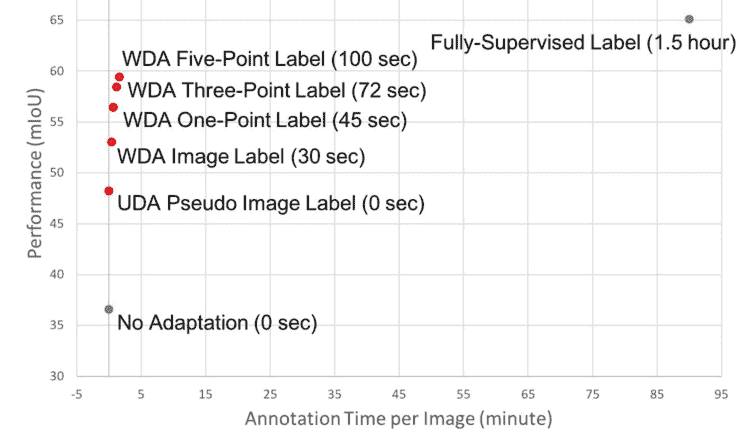 65
Fully-Supervised Label (1.5 hour)
WDA Five-Point Label (100 sec)
60
WDA Three-Point Label (72 sec)
55
WDA One-Point Label (45 sec)
WDA Image Label (30 sec)
50
UDA Pseudo Image Label (0 sec)
45
40
35
No Adaptation (0 sec)
30
Performance (mIoU)
-5 5 15 25 35 45 55 65 75 85 95
Annotation Time per Image (minute)